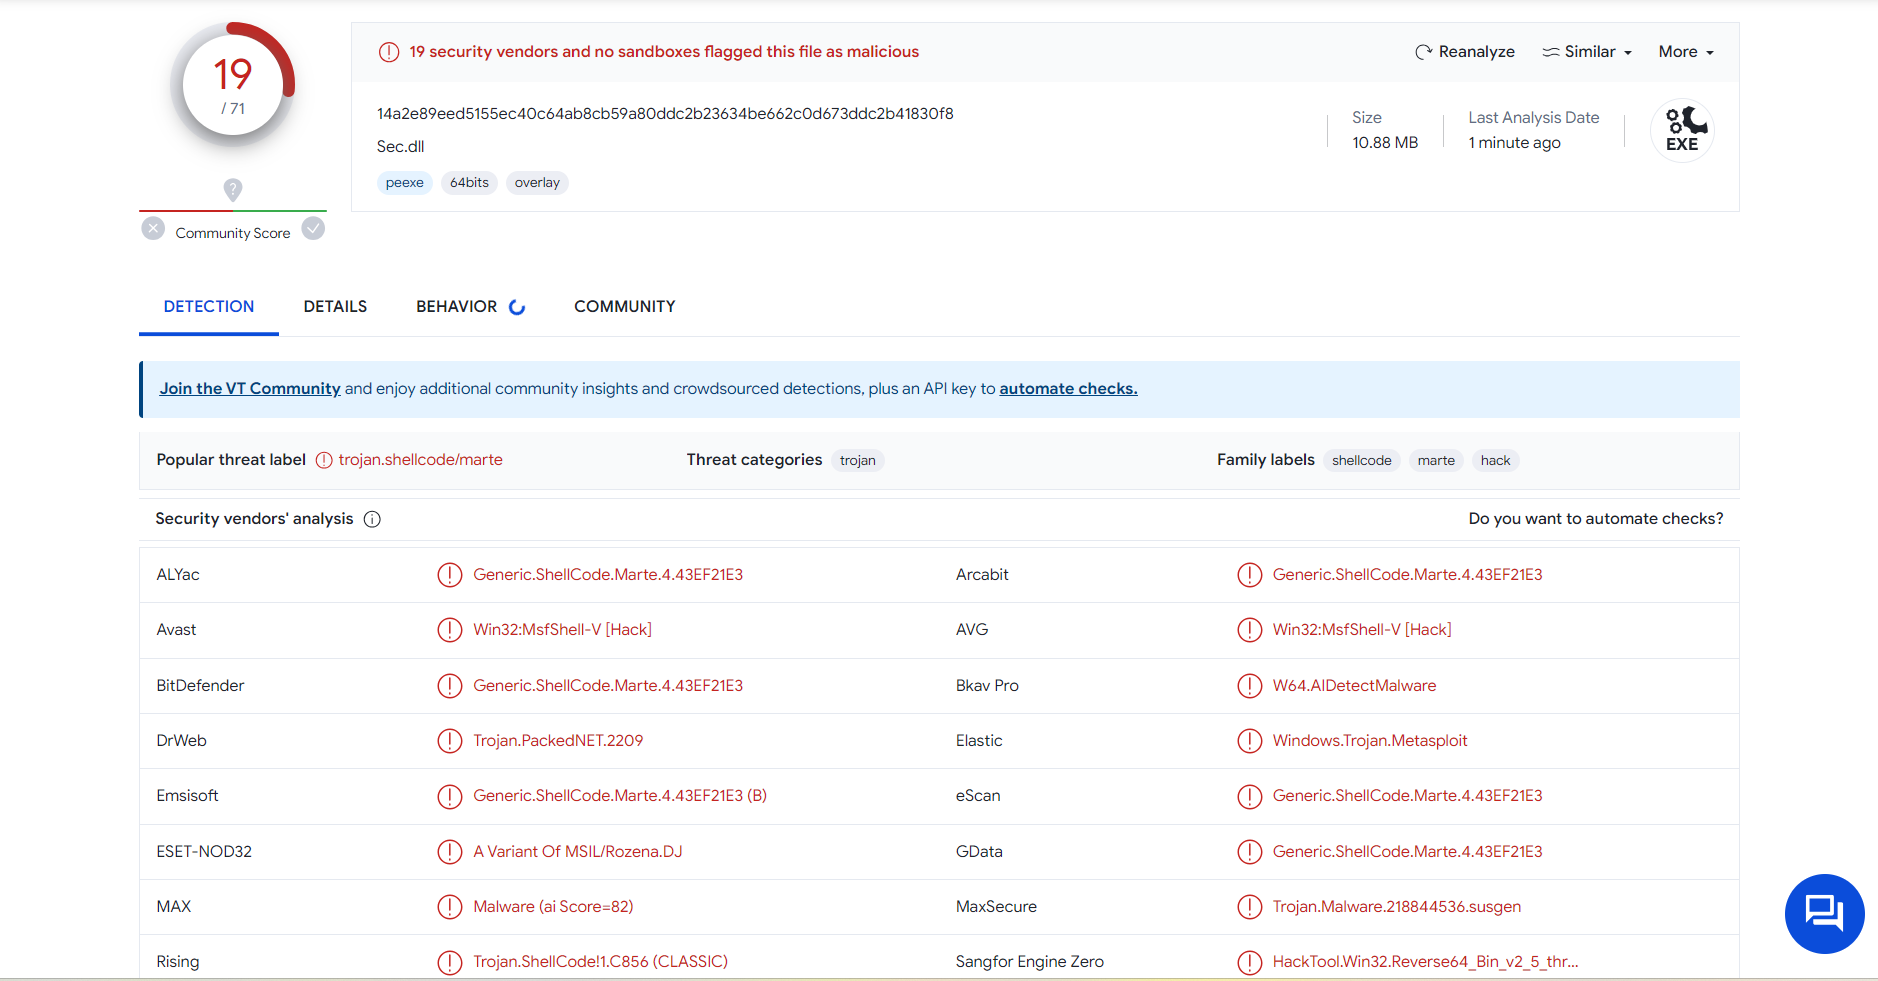 19
/ 71
Community Score
19 security vendors and no sandboxes flagged this file as malicious
Reanalyze
Similar
More
14a2e89eed5155ec40c64ab8cb59a80ddc2b23634be662c0d673ddc2b41830f8
Sec.dll
peexe
64bits
overlay
Size
10.88 MB
Last Analysis Date
1 minute ago
EXE
DETECTION
DETAILS
BEHAVIOR
COMMUNITY
Join the VT Community and enjoy additional community insights and crowdsourced detections, plus an API key to automate checks.
Popular threat label
trojan.shellcode/marte
Threat categories
trojan
Family labels
shellcode
marte
hack
Security vendors' analysis
Do you want to automate checks?
ALYac
Generic.ShellCode.Marte.4.43EF21E3
Arcabit
Generic.ShellCode.Marte.4.43EF21E3
Avast
Win32:MsfShell-V [Hack]
AVG
Win32:MsfShell-V [Hack]
BitDefender
Generic.ShellCode.Marte.4.43EF21E3
Bkav Pro
W64.AIDetectMalware
DrWeb
Trojan.PackedNET.2209
Elastic
Windows.Trojan.Metasploit
Emsisoft
Generic.ShellCode.Marte.4.43EF21E3 (B)
eScan
Generic.ShellCode.Marte.4.43EF21E3
ESET-NOD32
A Variant Of MSIL/Rozena.DJ
GData
Generic.ShellCode.Marte.4.43EF21E3
MAX
Malware (ai Score=82)
MaxSecure
Trojan.Malware.218844536.susgen
Rising
Trojan.ShellCode!1.C856 (CLASSIC)
Sangfor Engine Zero
HackTool.Win32.Reverse64_Bin_v2_5_thr...